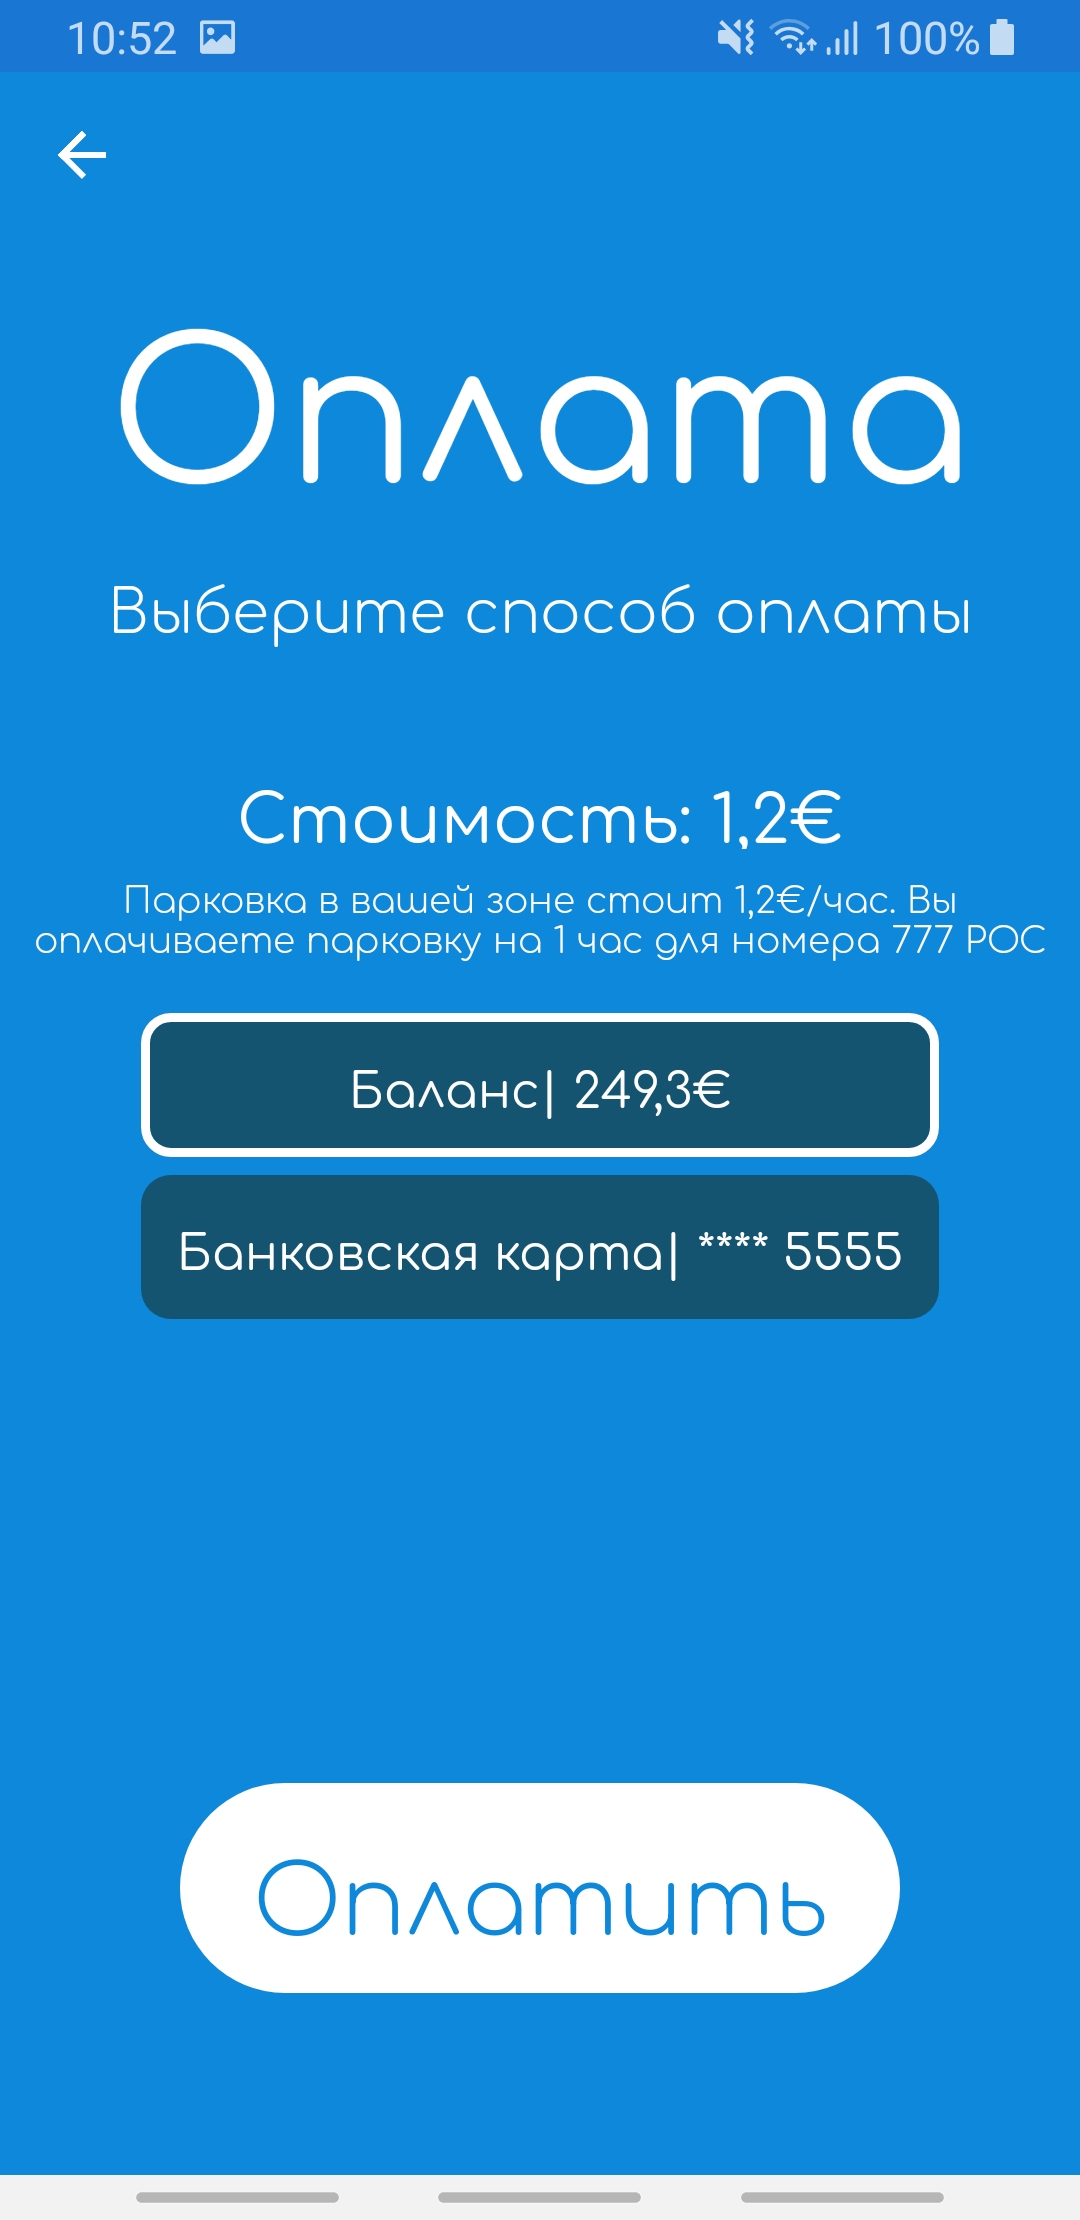 10:52
100%
Оплата
Выберите способ оплаты
Стоимость: 1,2€
Парковка в вашей зоне стоит 1,2€/час. Вы
оплачиваете парковку на 1 час для номера 777 POC
Баланс| 249,3€
Банковская карта| **** 5555
Оплатить